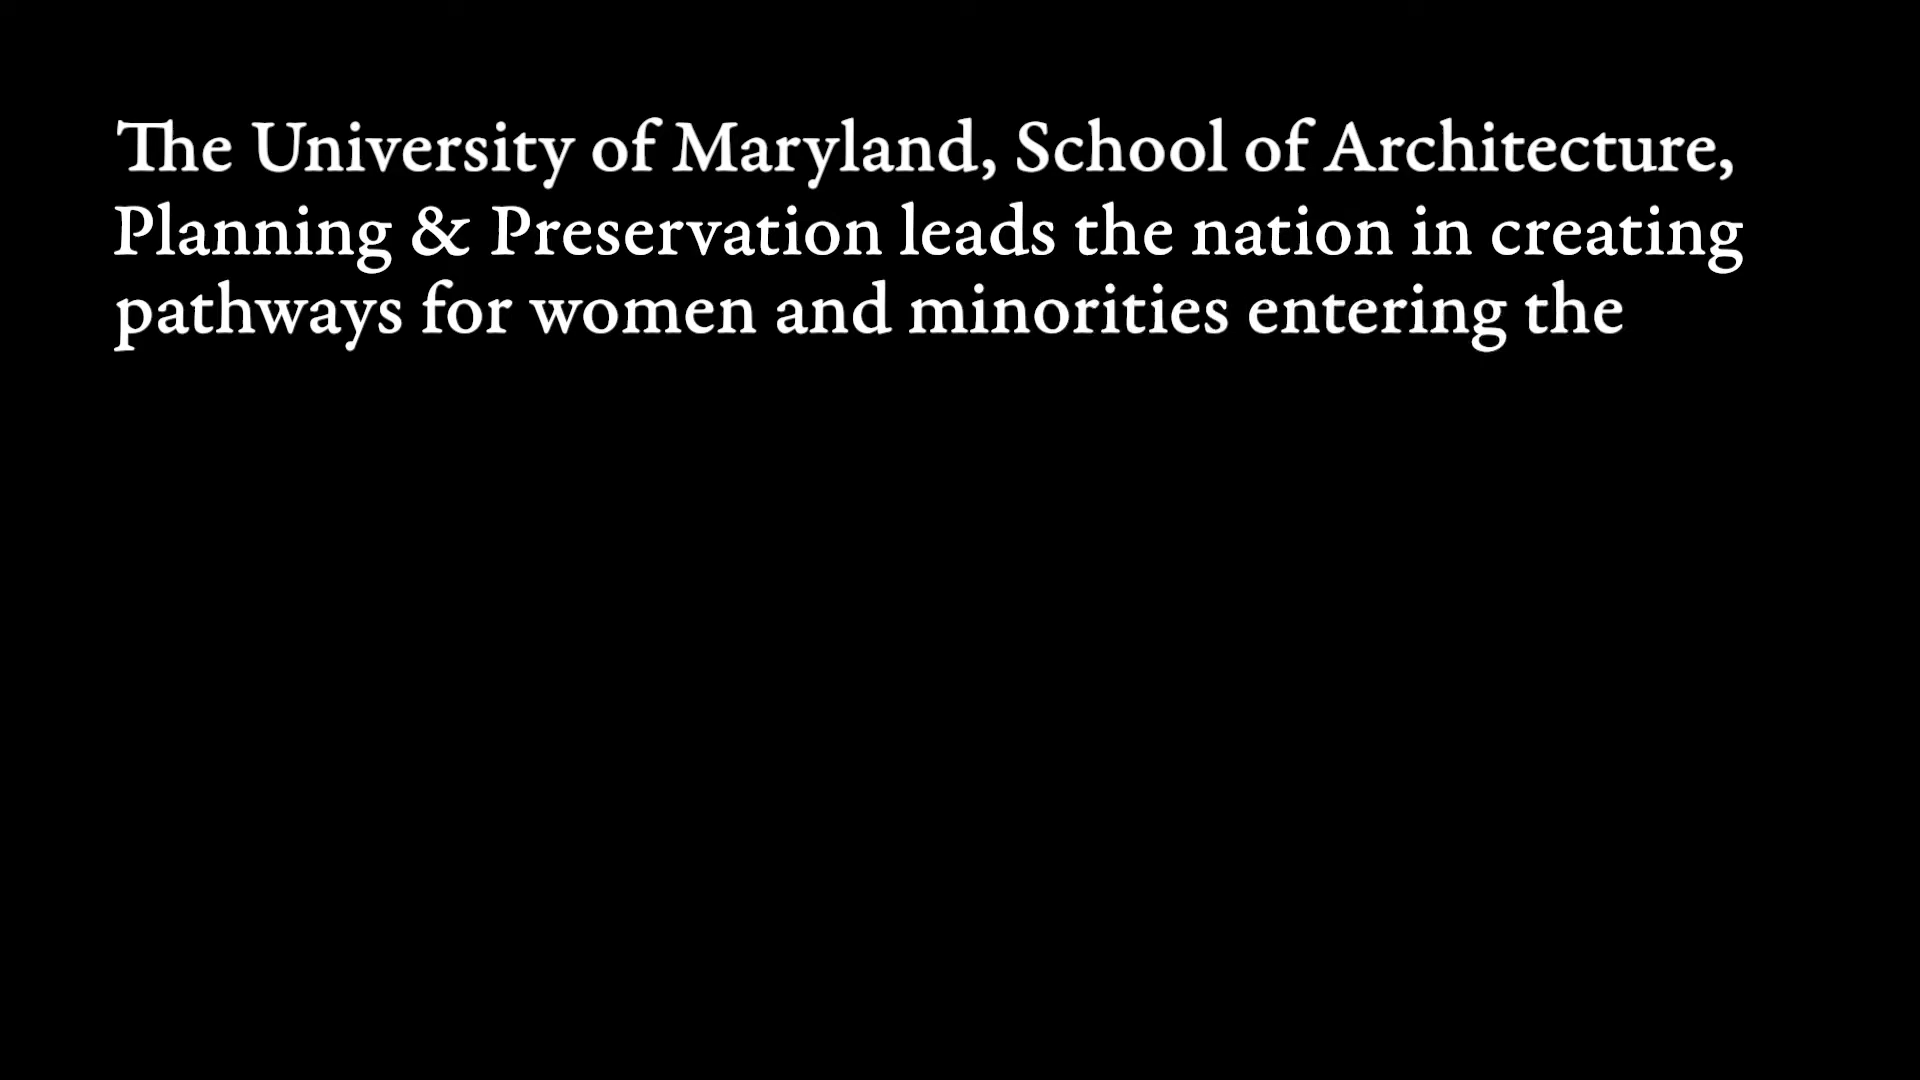 The University of Maryland, School of Architecture,
Planning & Preservation leads the nation in creating
pathways for women and minorities entering the